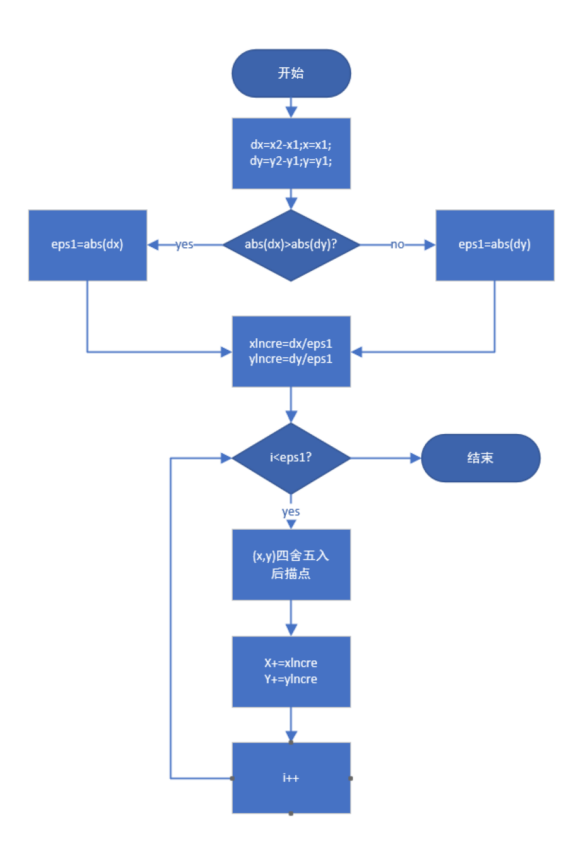 开始
dx=x2-x1;x=x1;
dy=y2-y1;y=y1;
eps1=abs(dx)
yes
abs(dx)>abs(dy)?
no
eps1=abs(dy)
xIncre=dx/eps1
yIncre=dy/eps1
i<eps1?
结束
yes
(x,y)四舍五入
后描点
X+=xIncre
Y+=yIncre
i++